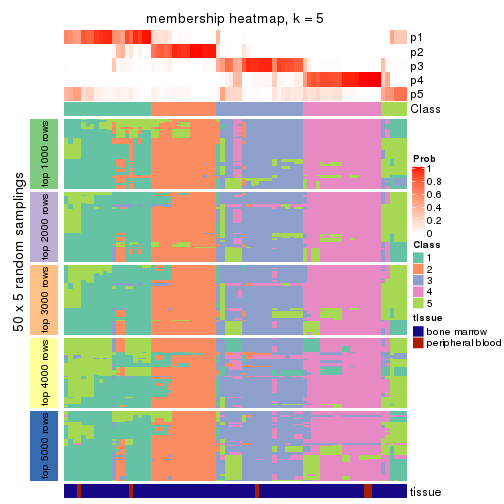 membership heatmap, k = 5
p1
p2
p3
p4
p5
Class
50 x 5 random samplings
top 1000 rows
top 2000 rows
top 3000 rows
top 4000 rows
top 5000 rows
Prob
1
0.8
0.6
0.4
0.2
0
Class
1
2
3
4
5
tissue
bone marrow
peripheral blood
tissue